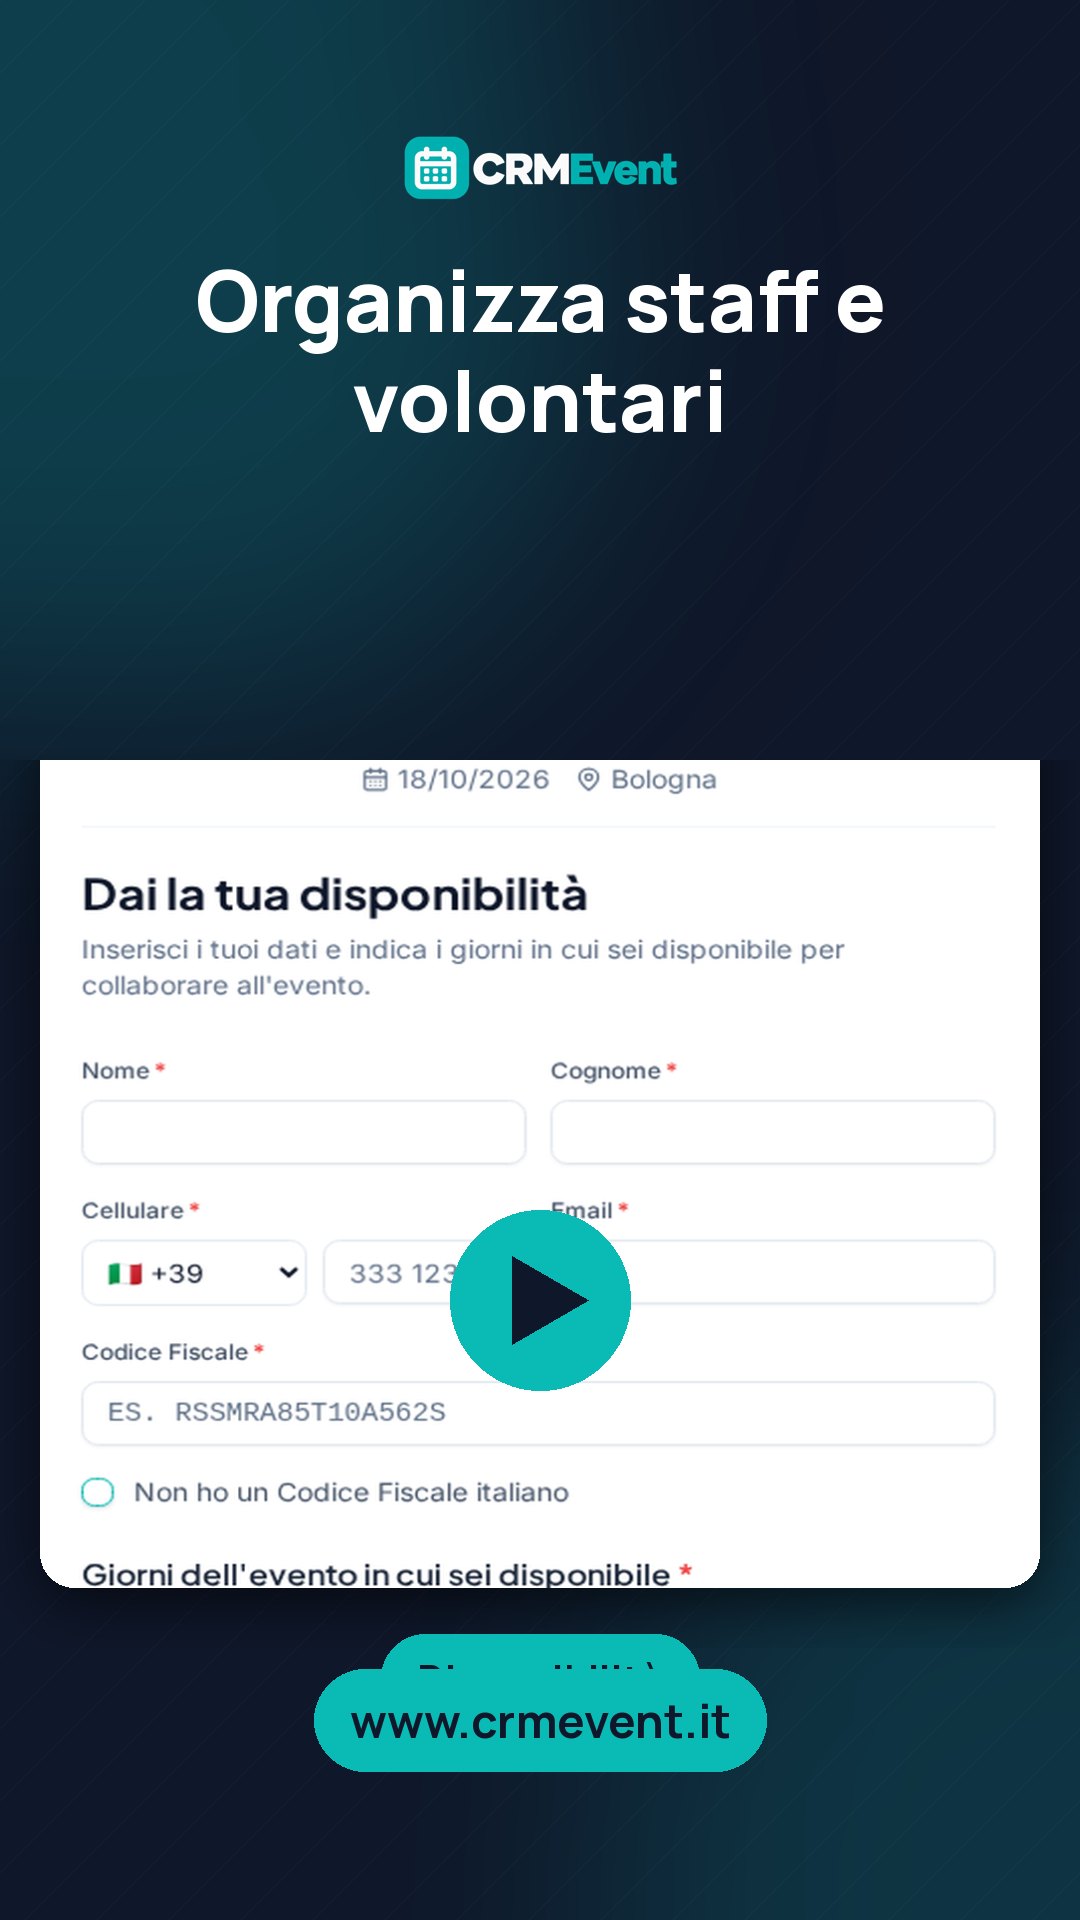 CRMEvent
Organizza staff e
volontari
18/10/2026 Bologna
Dai la tua disponibilità
Inserisci i tuoi dati e indica i giorni in cui sei disponibile per
collaborare all'evento.
Nome * Cognome *
Cellulare * Email *
+39 333 123
Codice Fiscale *
ES. RSSMRA85T10A562S
Non ho un Codice Fiscale italiano
Giorni dell'evento in cui sei disponibile *
www.crmevent.it